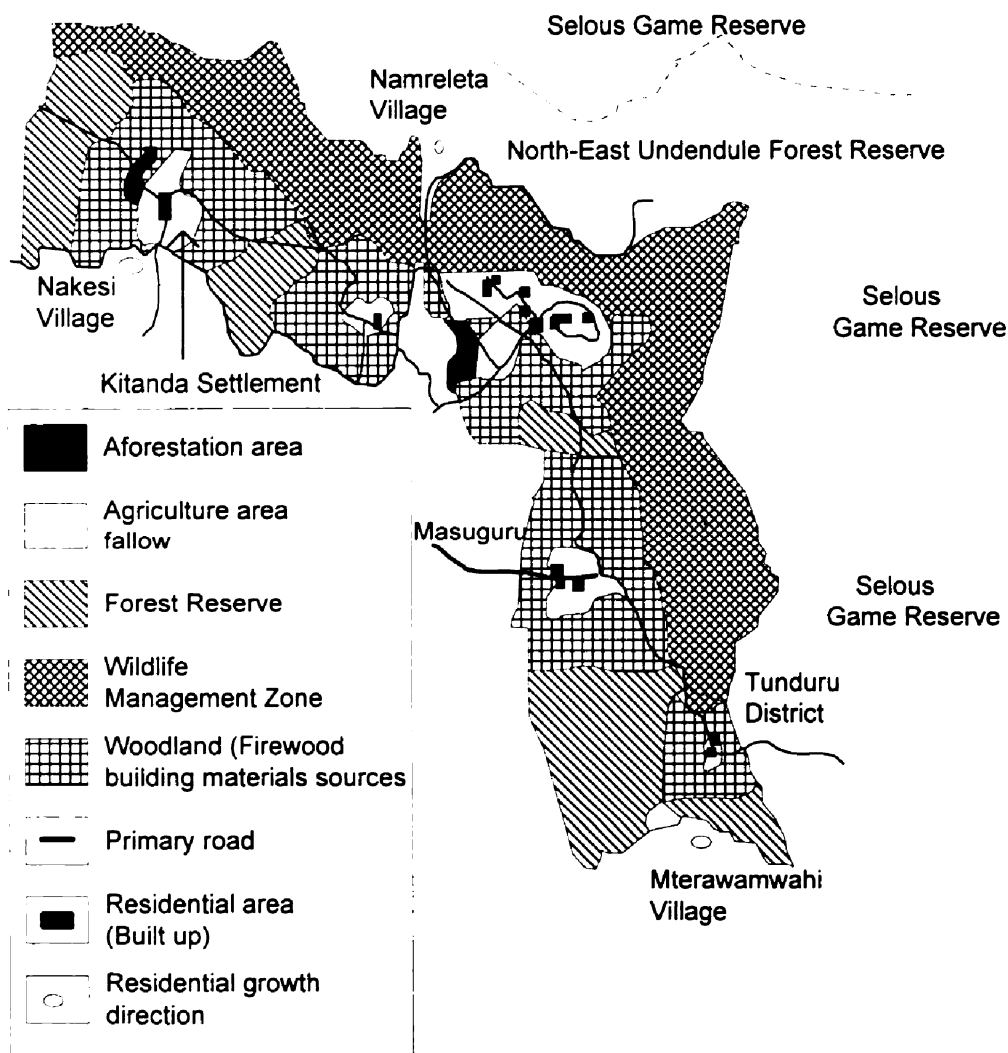 Selous Game Reserve
Namreleta
Village
North-East Undendule Forest Reserve
Nakesi
Village
Selous
Game Reserve
Kitanda Settlement
Aforestation area
Agriculture area
fallow
Masuguru
Forest Reserve
Selous
Game Reserve
Wildlife
Management Zone
Tunduru
District
Woodland (Firewood
building materials sources
Primary road
Residential area
(Built up)
Mterawamwahi
Village
Residential growth
direction